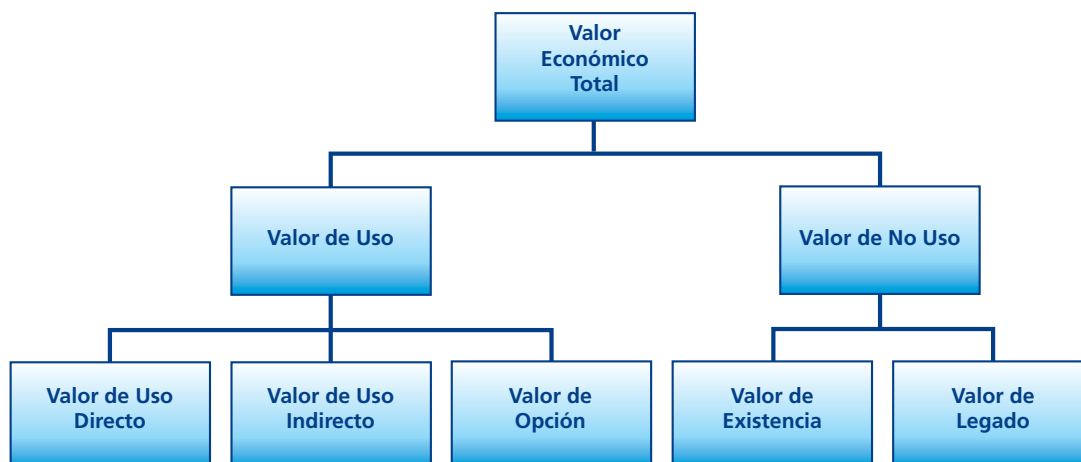 Valor
Económico
Total
Valor de Uso
Valor de No Uso
Valor de Uso
Directo
Valor de Uso
Indirecto
Valor de
Opción
Valor de
Existencia
Valor de
Legado